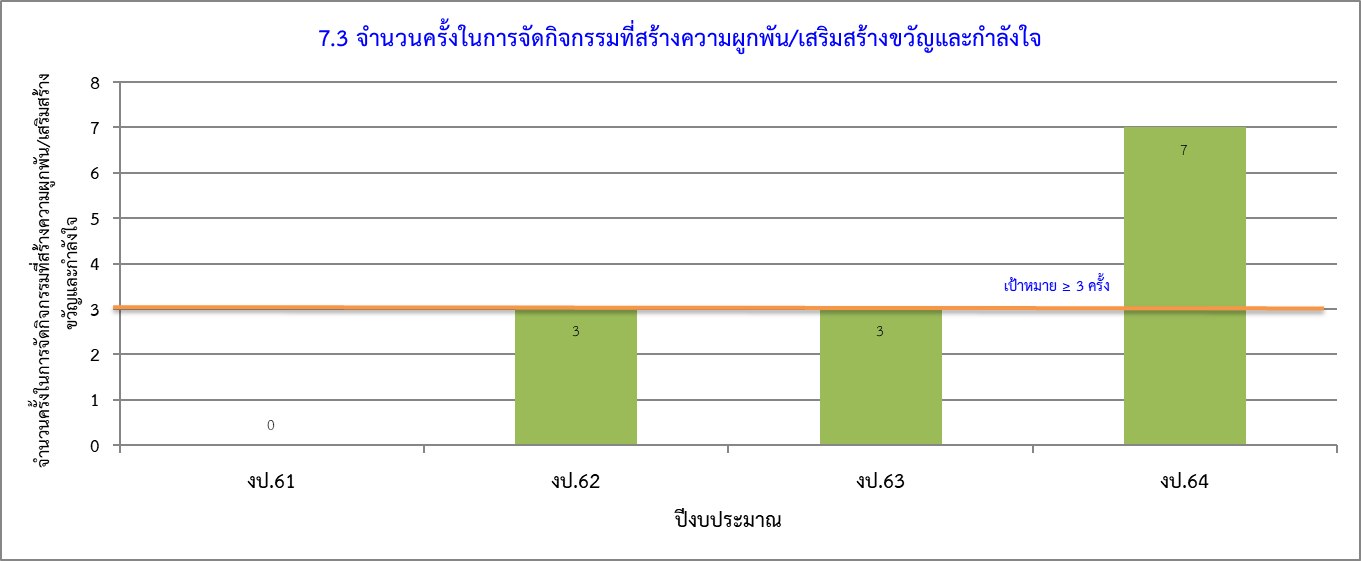 7.3 จำนวนครั้งในการจัดกิจกรรมที่สร้างความผูกพัน/เสริมสร้างขวัญและกำลังใจ
จำนวนครั้งในการจัดกิจกรรมที่สร้างความผูกพัน/เสริมสร้าง
ขวัญและกำลังใจ
8
7
6
5
4
3
2
1
0
7
เป้าหมาย ≥ 3 ครั้ง
3
3
0
งป.61
งป.62
งป.63
งป.64
ปีงบประมาณ